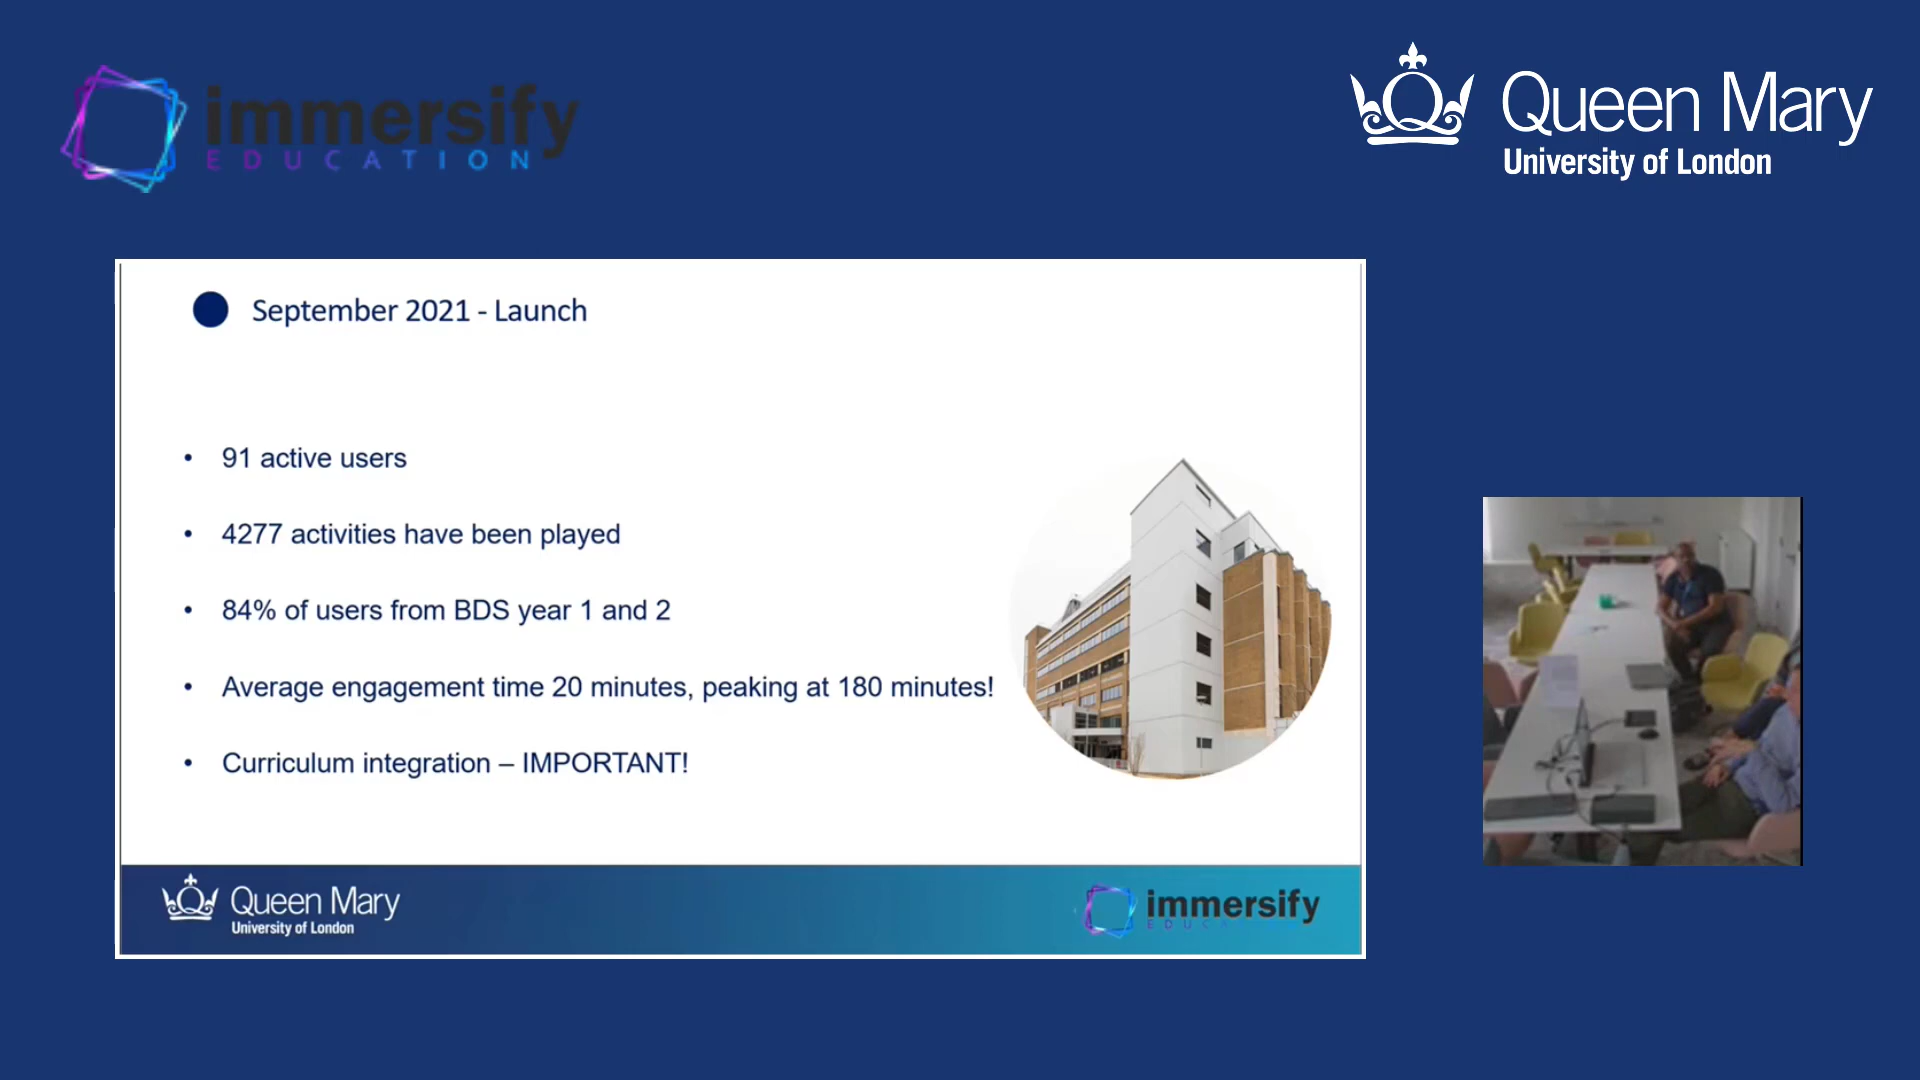 immersify
EDUCATION
Queen Mary
University of London
September 2021 - Launch
• 91 active users
• 4277 activities have been played
• 84% of users from BDS year 1 and 2
• Average engagement time 20 minutes, peaking at 180 minutes!
• Curriculum integration – IMPORTANT!
Queen Mary
University of London
immersify
EDUCATION